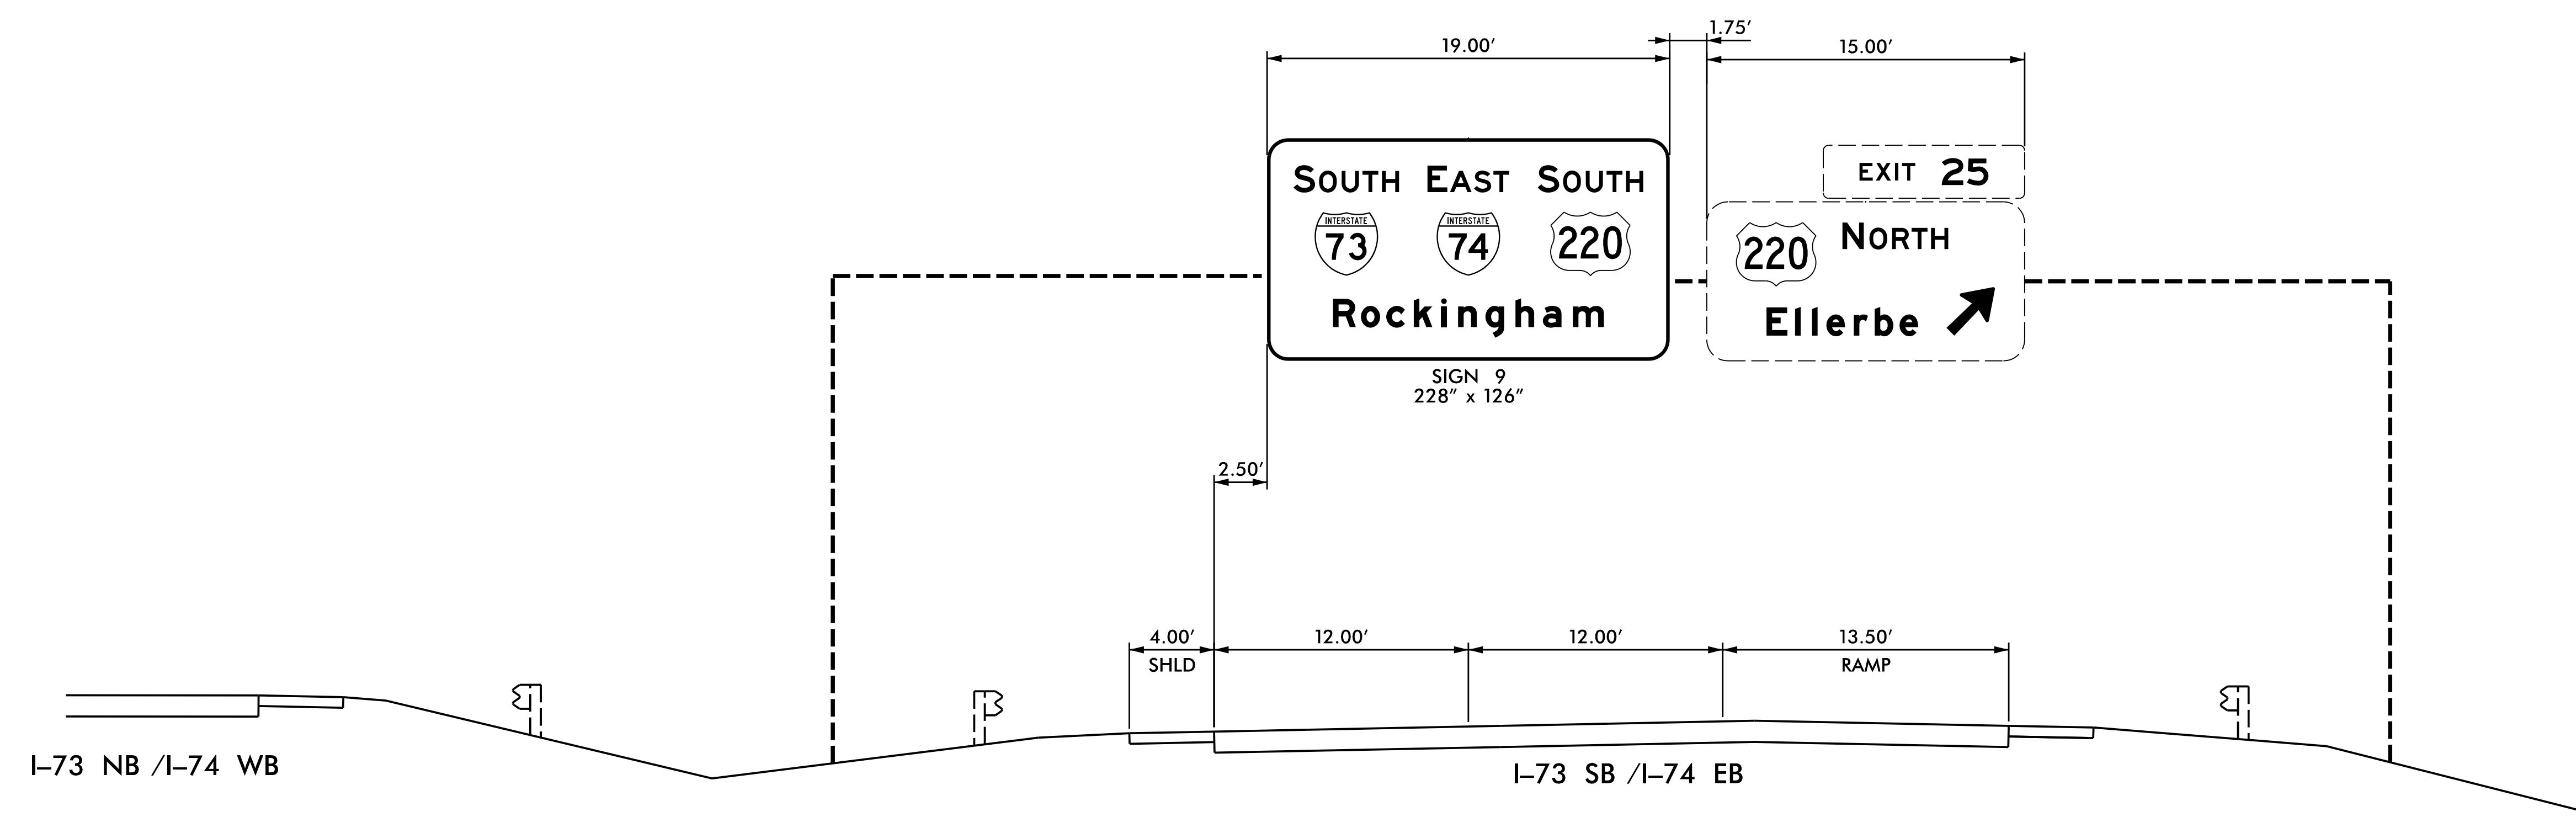 1.75′
19.00′
15.00′
SOUTH EAST SOUTH
INTERSTATE 73
INTERSTATE 74
220
Rockingham
EXIT 25
220 NORTH
Ellerbe
SIGN 9
228″ x 126″
2.50′
4.00′ 12.00′ 12.00′ 13.50′
SHLD RAMP
I–73 NB /I–74 WB
I–73 SB /I–74 EB